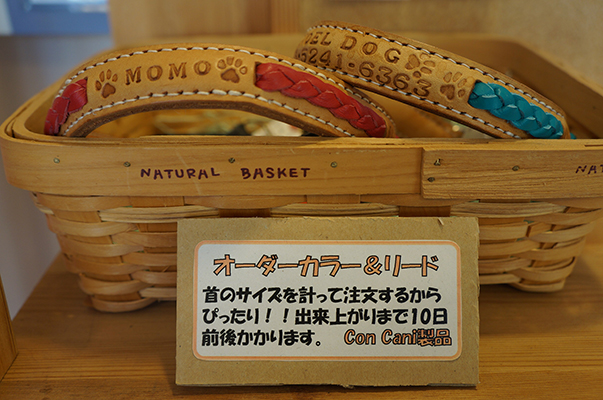 MOMO
EL DOG
5241-6363
NATURAL BASKET
NAT
オーダーカラー＆リード
首のサイズを計って注文するから
ぴったり！！出来上がりまで10日
前後かかります。 Con Cani製品